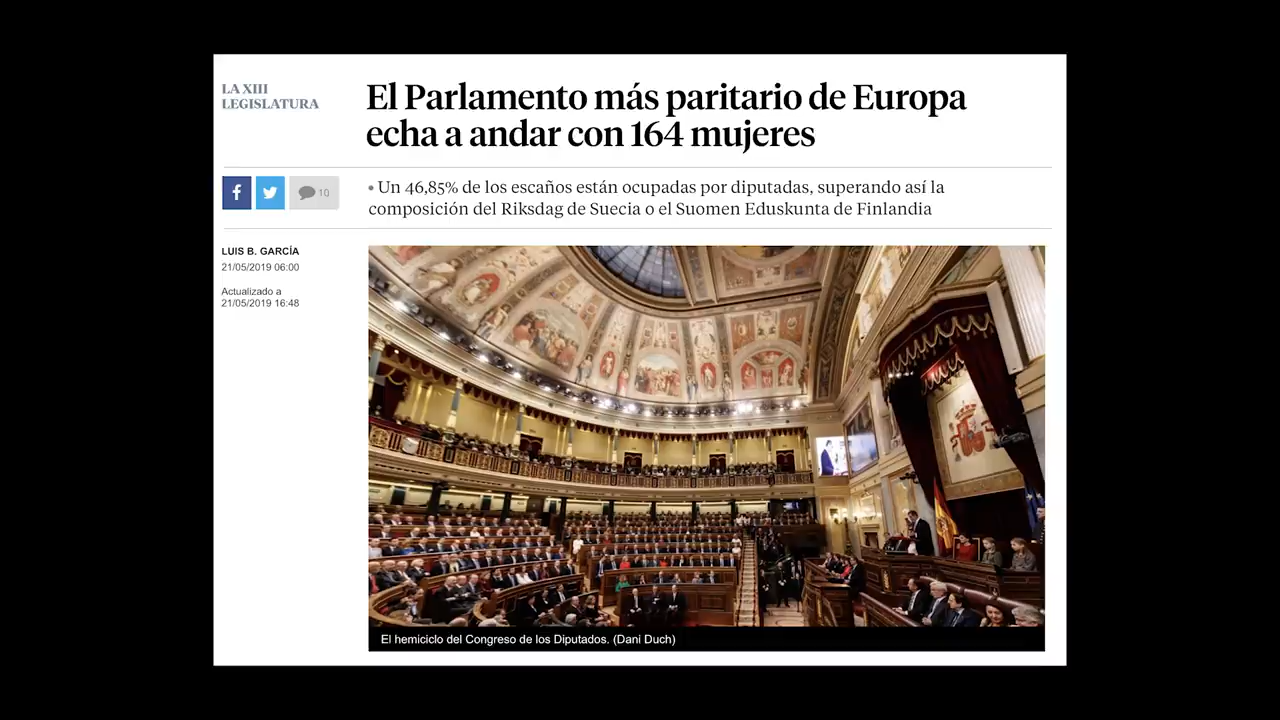 LA XIII
LEGISLATURA
El Parlamento más paritario de Europa
echa a andar con 164 mujeres
10
• Un 46,85% de los escaños están ocupadas por diputadas, superando así la
composición del Riksdag de Suecia o el Suomen Eduskunta de Finlandia
LUIS B. GARCÍA
21/05/2019 06:00
Actualizado a
21/05/2019 16:48
El hemiciclo del Congreso de los Diputados. (Dani Duch)